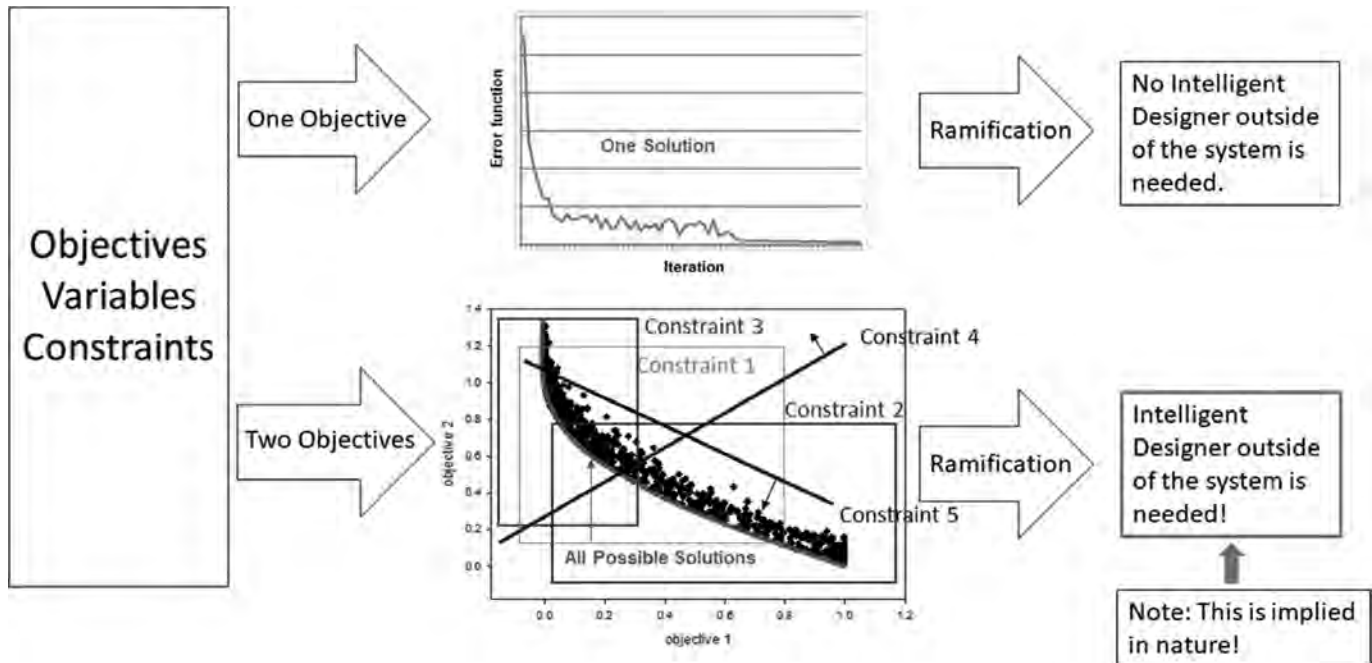 Objectives
Variables
Constraints
One Objective
Error function
One Solution
Iteration
Ramification
No Intelligent
Designer outside
of the system is
needed.
Two Objectives
objective 2
1.4
1.2
1.0
0.8
0.6
0.4
0.2
0.0
Constraint 3
Constraint 4
Constraint 1
Constraint 2
Constraint 5
All Possible Solutions
0.0 0.2 0.4 0.6 0.8 1.0 1.2
objective 1
Ramification
Intelligent
Designer outside
of the system is
needed!
Note: This is implied
in nature!